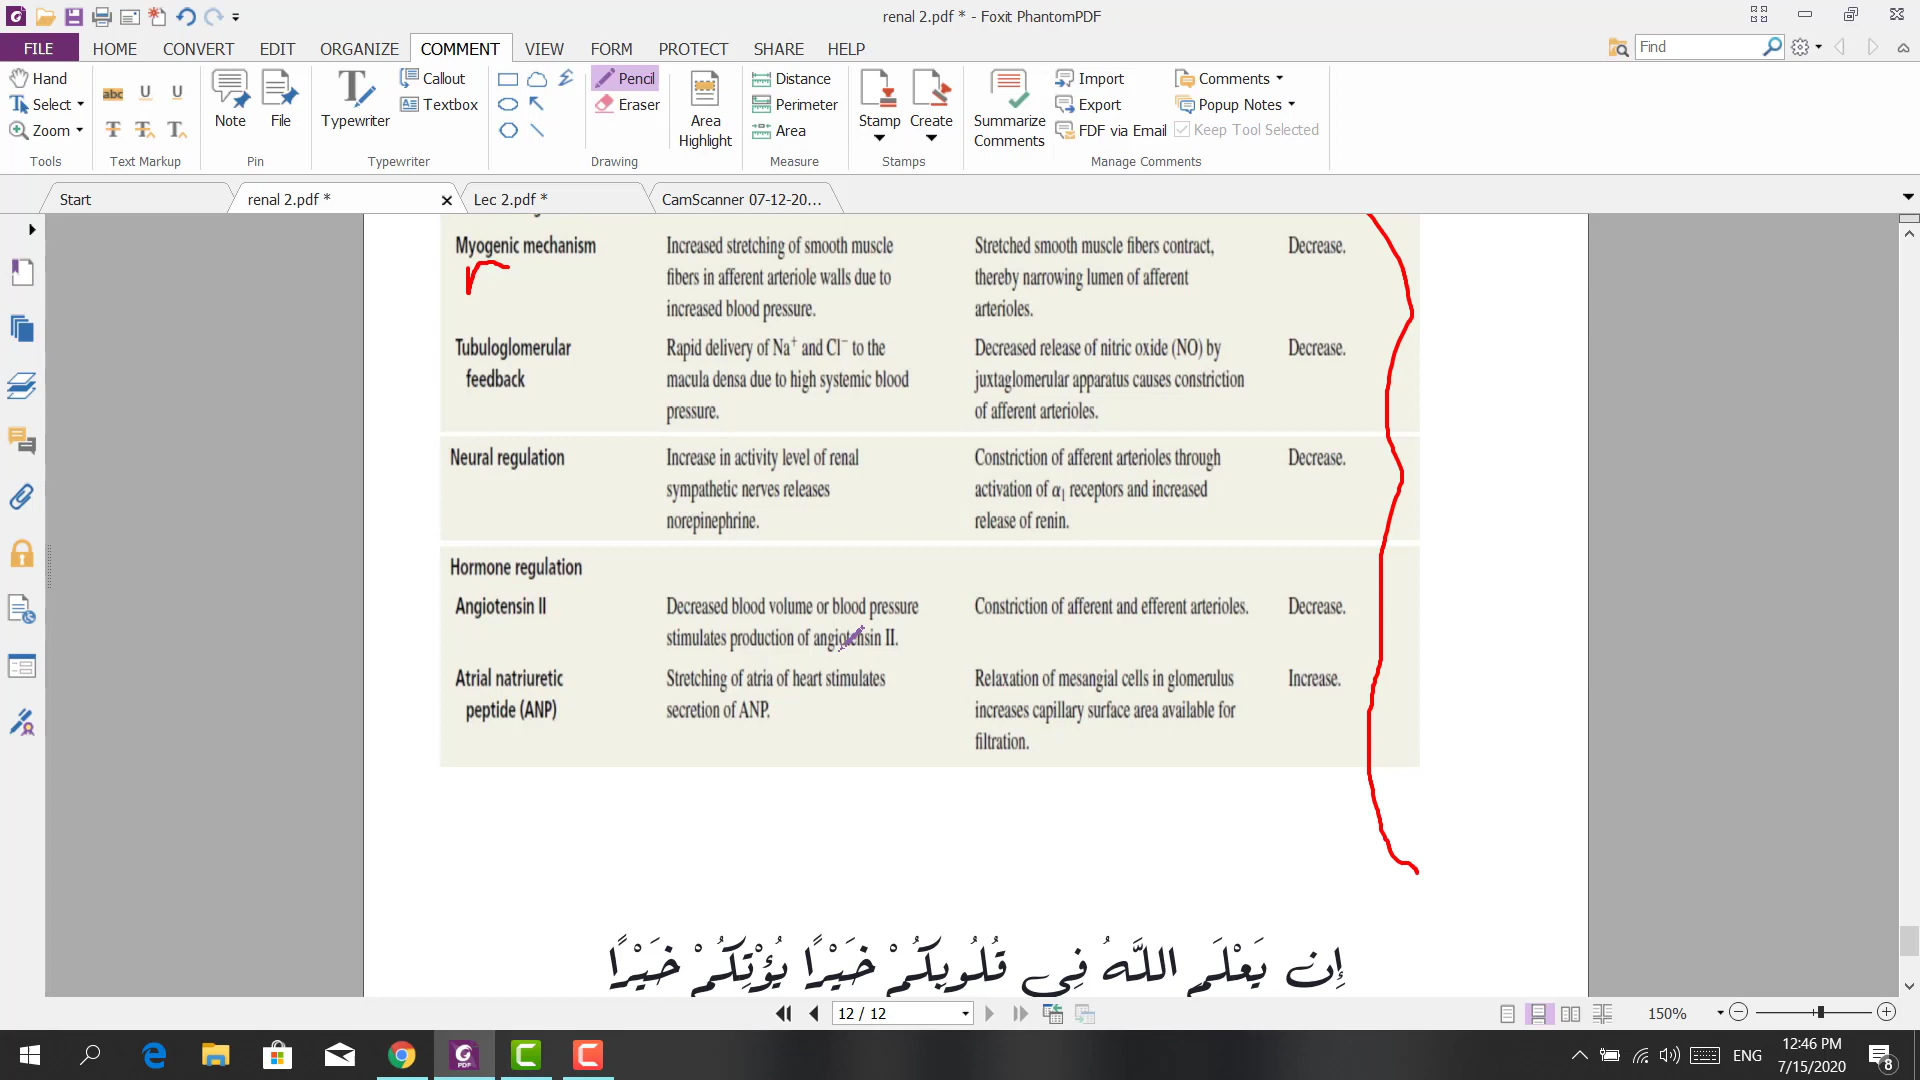 renal 2.pdf * - Foxit PhantomPDF
FILE HOME CONVERT EDIT ORGANIZE COMMENT VIEW FORM PROTECT SHARE HELP
Find
Hand
Select
Zoom
Tools
abc U U
T T T
Text Markup
Note File
Pin
Typewriter
Callout
Textbox
Typewriter
Pencil
Eraser
Area
Highlight
Drawing
Distance
Perimeter
Area
Measure
Stamp Create
Stamps
Summarize
Comments
Import
Export
FDF via Email
Comments
Popup Notes
Keep Tool Selected
Manage Comments
Start renal 2.pdf * Lec 2.pdf * CamScanner 07-12-20...
Myogenic mechanism
Increased stretching of smooth muscle
fibers in afferent arteriole walls due to
increased blood pressure.
Stretched smooth muscle fibers contract,
thereby narrowing lumen of afferent
arterioles.
Decrease.
Tubuloglomerular
feedback
Rapid delivery of Na⁺ and Cl⁻ to the
macula densa due to high systemic blood
pressure.
Decreased release of nitric oxide (NO) by
juxtaglomerular apparatus causes constriction
of afferent arterioles.
Decrease.
Neural regulation
Increase in activity level of renal
sympathetic nerves releases
norepinephrine.
Constriction of afferent arterioles through
activation of α₁ receptors and increased
release of renin.
Decrease.
Hormone regulation
Angiotensin II
Decreased blood volume or blood pressure
stimulates production of angiotensin II.
Constriction of afferent and efferent arterioles.
Decrease.
Atrial natriuretic
peptide (ANP)
Stretching of atria of heart stimulates
secretion of ANP.
Relaxation of mesangial cells in glomerulus
increases capillary surface area available for
filtration.
Increase.
إِن يَعْلَمِ اللَّهُ فِي قُلُوبِكُمْ خَيْرًا يُؤْتِكُمْ خَيْرًا
12 / 12
150%
PDF
ENG
12:46 PM
7/15/2020
8